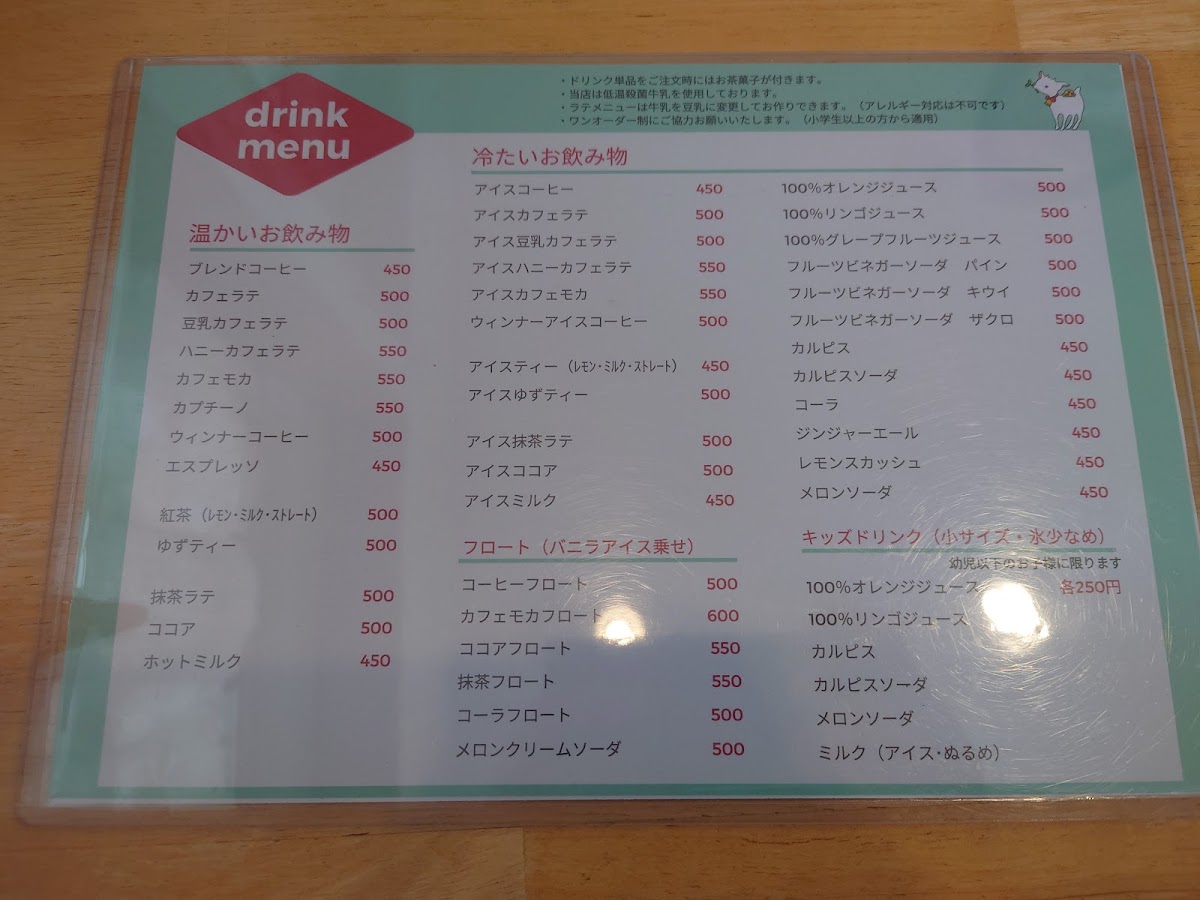 drink
menu
・ドリンク単品をご注文時にはお茶菓子が付きます。
・当店は低温殺菌牛乳を使用しております。
・ラテメニューは牛乳を豆乳に変更してお作りできます。（アレルギー対応は不可です）
・ワンオーダー制にご協力お願いいたします。（小学生以上の方から適用）
温かいお飲み物
ブレンドコーヒー 450
カフェラテ 500
豆乳カフェラテ 500
ハニーカフェラテ 550
カフェモカ 550
カプチーノ 550
ウィンナーコーヒー 500
エスプレッソ 450
紅茶（ﾚﾓﾝ･ﾐﾙｸ･ｽﾄﾚｰﾄ） 500
ゆずティー 500
抹茶ラテ 500
ココア 500
ホットミルク 450
冷たいお飲み物
アイスコーヒー 450
アイスカフェラテ 500
アイス豆乳カフェラテ 500
アイスハニーカフェラテ 550
アイスカフェモカ 550
ウィンナーアイスコーヒー 500
アイスティー（ﾚﾓﾝ･ﾐﾙｸ･ｽﾄﾚｰﾄ） 450
アイスゆずティー 500
アイス抹茶ラテ 500
アイスココア 500
アイスミルク 450
フロート（バニラアイス乗せ）
コーヒーフロート 500
カフェモカフロート 600
ココアフロート 550
抹茶フロート 550
コーラフロート 500
メロンクリームソーダ 500
100%オレンジジュース 500
100%リンゴジュース 500
100%グレープフルーツジュース 500
フルーツビネガーソーダ　パイン 500
フルーツビネガーソーダ　キウイ 500
フルーツビネガーソーダ　ザクロ 500
カルピス 450
カルピスソーダ 450
コーラ 450
ジンジャーエール 450
レモンスカッシュ 450
メロンソーダ 450
キッズドリンク（小サイズ・氷少なめ）
幼児以下のお子様に限ります
100%オレンジジュース 各250円
100%リンゴジュース
カルピス
カルピスソーダ
メロンソーダ
ミルク（アイス･ぬるめ）